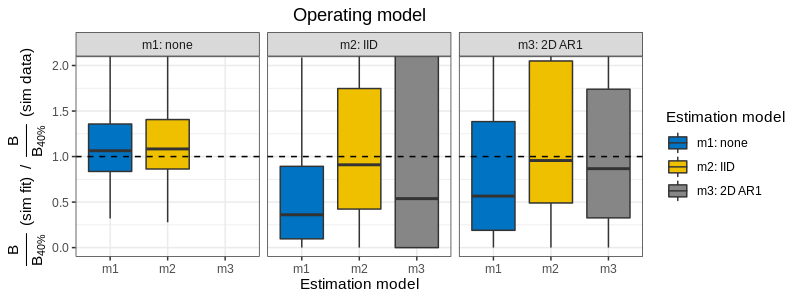 Operating model
m1: none
m2: IID
m3: 2D AR1
B/B40% (sim fit) / B/B40% (sim data)
2.0
1.5
1.0
0.5
0.0
m1 m2 m3
m1 m2 m3
m1 m2 m3
Estimation model
Estimation model
m1: none
m2: IID
m3: 2D AR1